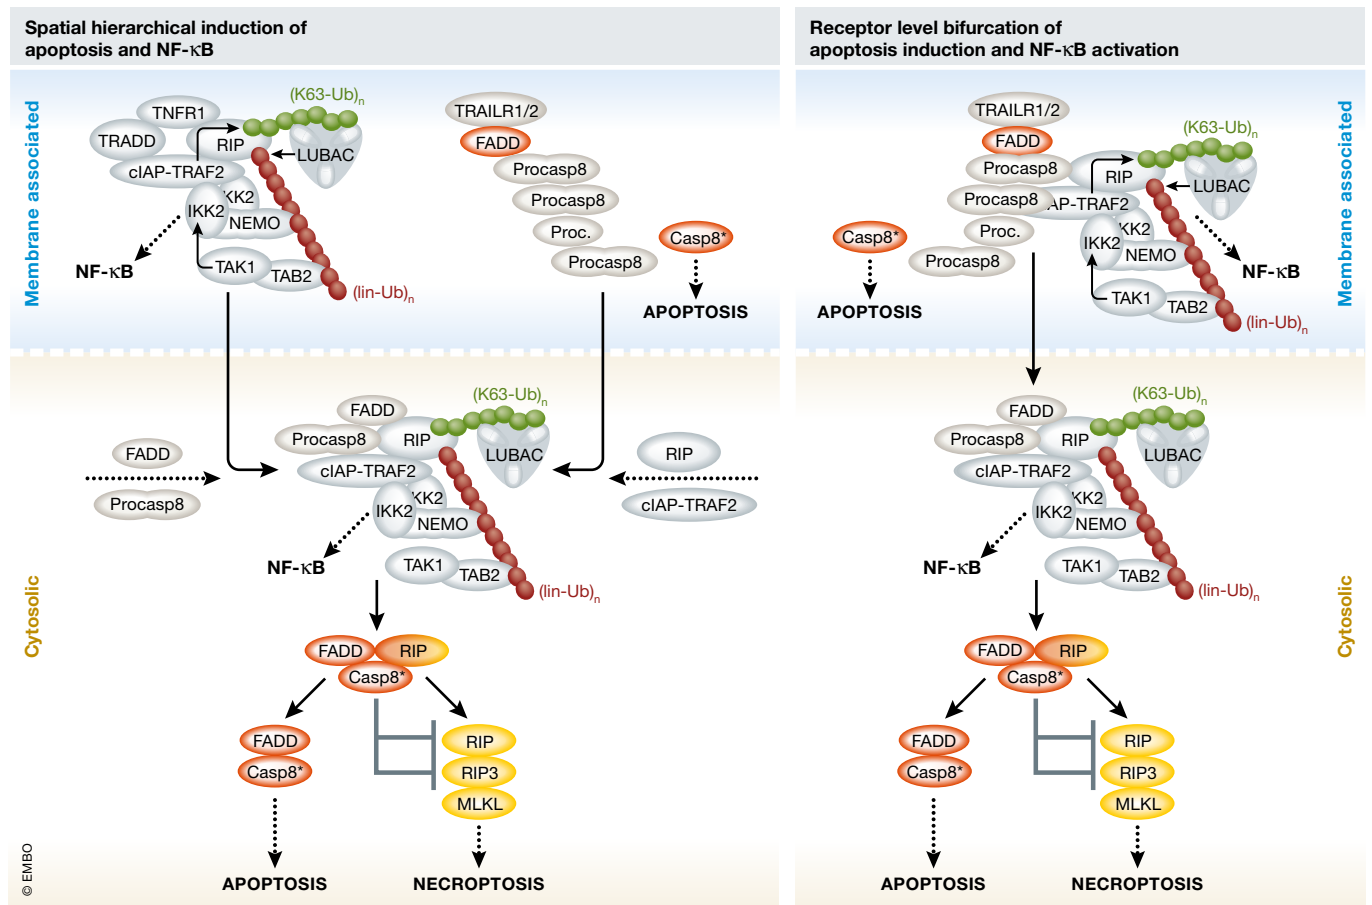 Spatial hierarchical induction of
apoptosis and NF-κB
Membrane associated
TNFR1
TRADD
RIP
(K63-Ub)n
LUBAC
cIAP-TRAF2
KK2
IKK2
NEMO
NF-κB
TAK1
TAB2
(lin-Ub)n
TRAILR1/2
FADD
Procasp8
Procasp8
Proc.
Procasp8
Casp8*
APOPTOSIS
Cytosolic
FADD
Procasp8
FADD
Procasp8
RIP
(K63-Ub)n
LUBAC
cIAP-TRAF2
KK2
IKK2
NEMO
NF-κB
TAK1
TAB2
(lin-Ub)n
RIP
cIAP-TRAF2
FADD
RIP
Casp8*
FADD
Casp8*
RIP
RIP3
MLKL
APOPTOSIS
NECROPTOSIS
© EMBO
Receptor level bifurcation of
apoptosis induction and NF-κB activation
Membrane associated
TRAILR1/2
FADD
Procasp8
RIP
(K63-Ub)n
LUBAC
Procasp8
AP-TRAF2
Proc.
KK2
IKK2
NEMO
Procasp8
Casp8*
APOPTOSIS
NF-κB
TAK1
TAB2
(lin-Ub)n
Cytosolic
FADD
Procasp8
RIP
(K63-Ub)n
LUBAC
cIAP-TRAF2
KK2
IKK2
NEMO
NF-κB
TAK1
TAB2
(lin-Ub)n
FADD
RIP
Casp8*
FADD
Casp8*
RIP
RIP3
MLKL
APOPTOSIS
NECROPTOSIS